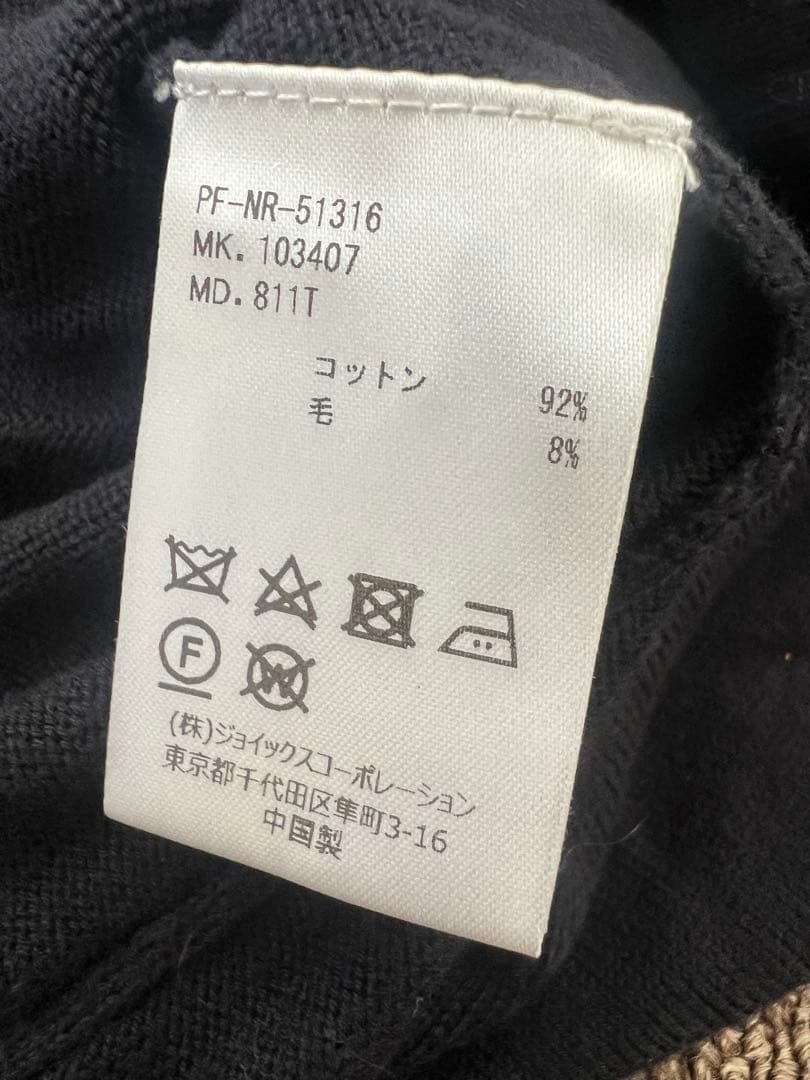 PF-NR-51316
MK. 103407
MD. 811T
コットン 92%
毛 8%
F
W
(株)ジョイックスコーポレーション
東京都千代田区隼町3-16
中国製